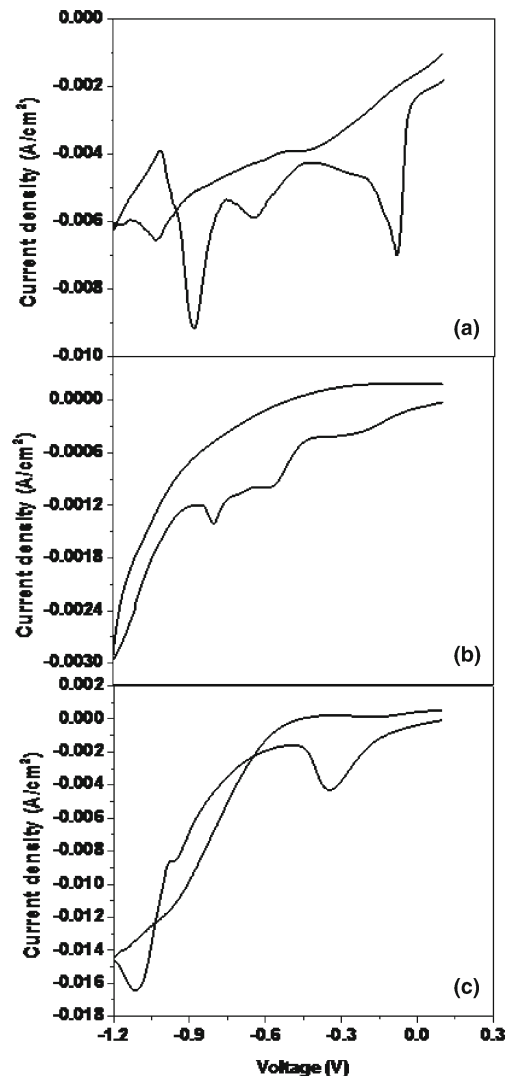 0.000
-0.002
-0.004
-0.006
-0.008
-0.010
Current density (A/cm²)
(a)
0.0000
-0.0006
-0.0012
-0.0018
-0.0024
-0.0030
Current density (A/cm²)
(b)
0.002
0.000
-0.002
-0.004
-0.006
-0.008
-0.010
-0.012
-0.014
-0.016
-0.018
Current density (A/cm²)
(c)
-1.2 -0.9 -0.6 -0.3 0.0 0.3
Voltage (V)